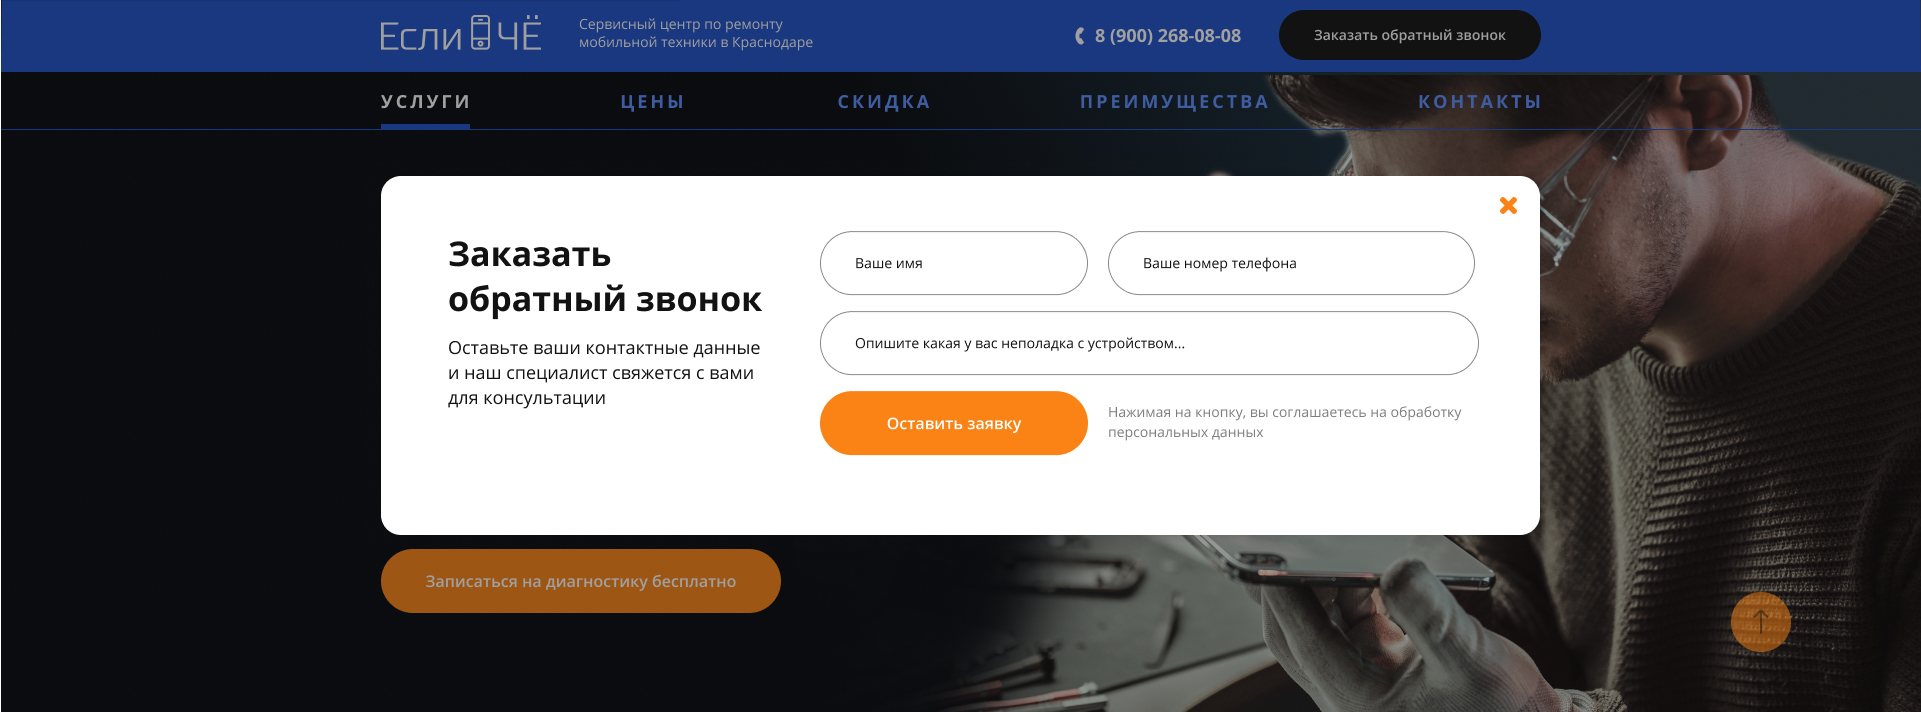 Если ЧЁ
Сервисный центр по ремонту
мобильной техники в Краснодаре
8 (900) 268-08-08
Заказать обратный звонок
УСЛУГИ
ЦЕНЫ
СКИДКА
ПРЕИМУЩЕСТВА
КОНТАКТЫ
Заказать
обратный звонок
Оставьте ваши контактные данные
и наш специалист свяжется с вами
для консультации
Ваше имя
Ваше номер телефона
Опишите какая у вас неполадка с устройством...
Оставить заявку
Нажимая на кнопку, вы соглашаетесь на обработку
персональных данных
Записаться на диагностику бесплатно